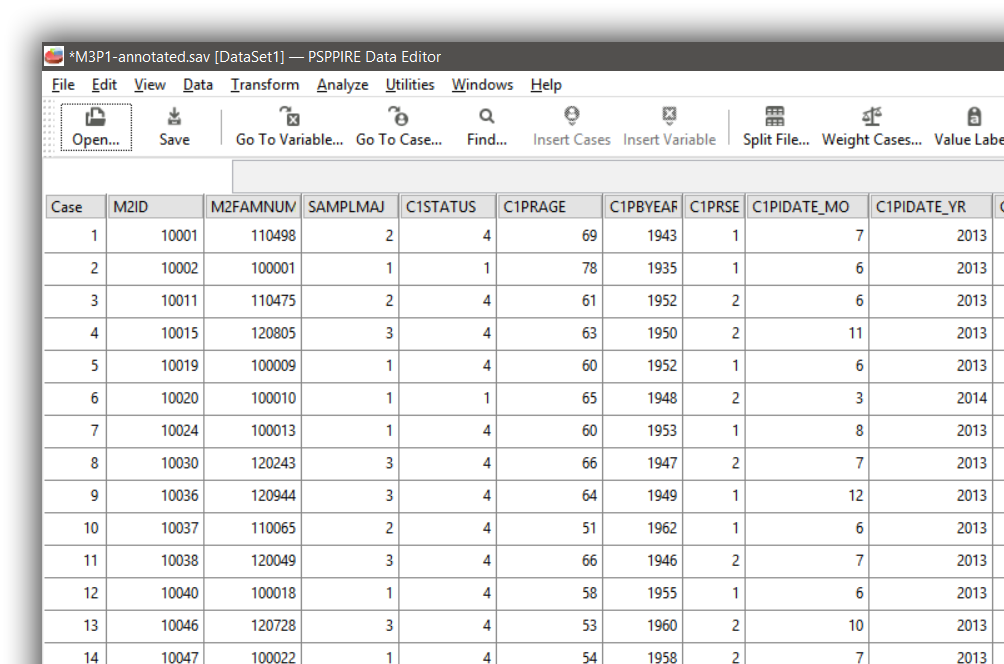 *M3P1-annotated.sav [DataSet1] — PSPPIRE Data Editor
File Edit View Data Transform Analyze Utilities Windows Help
Open... Save Go To Variable... Go To Case... Find... Insert Cases Insert Variable Split File... Weight Cases... Value Labe
Case M2ID M2FAMNUM SAMPLMAJ C1STATUS C1PRAGE C1PBYEAR C1PRSE C1PIDATE_MO C1PIDATE_YR
1 10001 110498 2 4 69 1943 1 7 2013
2 10002 100001 1 1 78 1935 1 6 2013
3 10011 110475 2 4 61 1952 2 6 2013
4 10015 120805 3 4 63 1950 2 11 2013
5 10019 100009 1 4 60 1952 1 6 2013
6 10020 100010 1 1 65 1948 2 3 2014
7 10024 100013 1 4 60 1953 1 8 2013
8 10030 120243 3 4 66 1947 2 7 2013
9 10036 120944 3 4 64 1949 1 12 2013
10 10037 110065 2 4 51 1962 1 6 2013
11 10038 120049 3 4 66 1946 2 7 2013
12 10040 100018 1 4 58 1955 1 6 2013
13 10046 120728 3 4 53 1960 2 10 2013
14 10047 100022 1 4 54 1958 2 7 2013